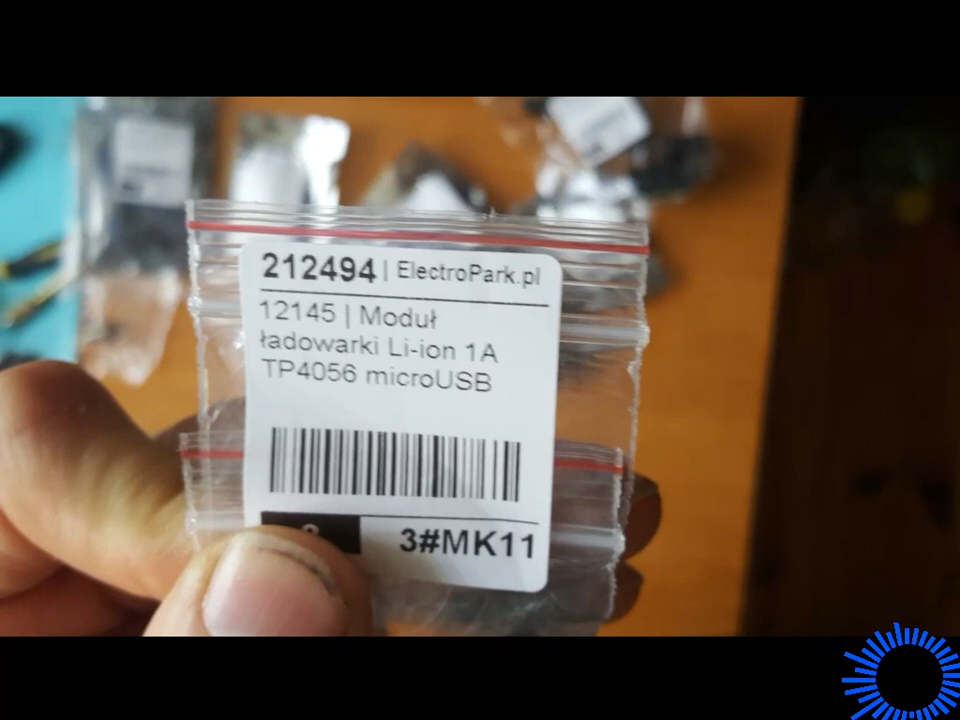 212494 | ElectroPark.pl
12145 | Moduł
ładowarki Li-ion 1A
TP4056 microUSB
3#MK11